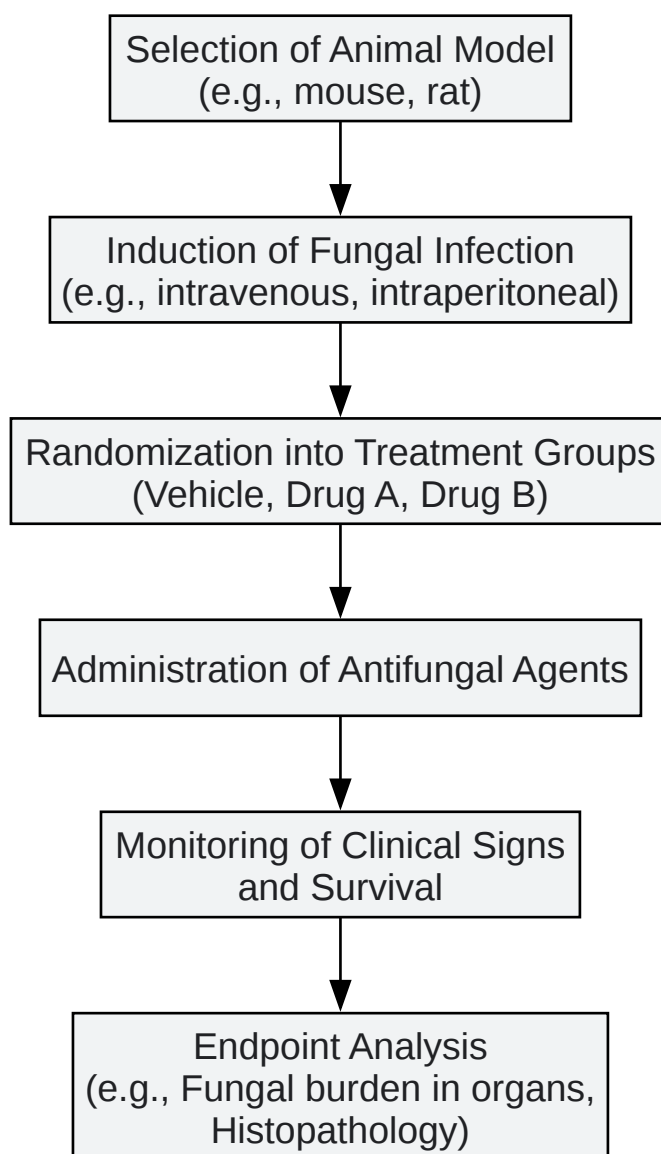 Selection of Animal Model
(e.g., mouse, rat)
Induction of Fungal Infection
(e.g., intravenous, intraperitoneal)
Randomization into Treatment Groups
(Vehicle, Drug A, Drug B)
Administration of Antifungal Agents
Monitoring of Clinical Signs
and Survival
Endpoint Analysis
(e.g., Fungal burden in organs,
Histopathology)